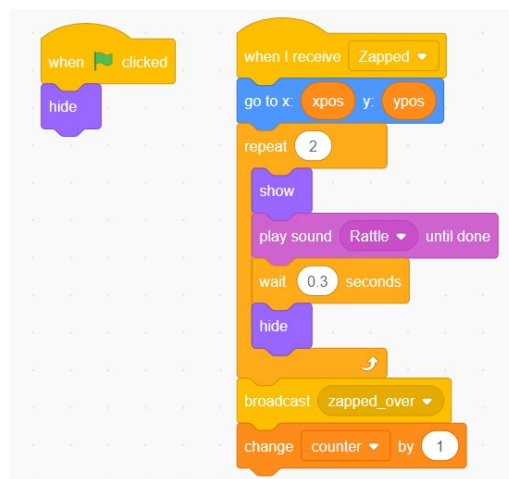 when clicked
hide
when I receive Zapped
go to x: xpos y: ypos
repeat 2
show
play sound Rattle until done
wait 0.3 seconds
hide
broadcast zapped_over
change counter by 1